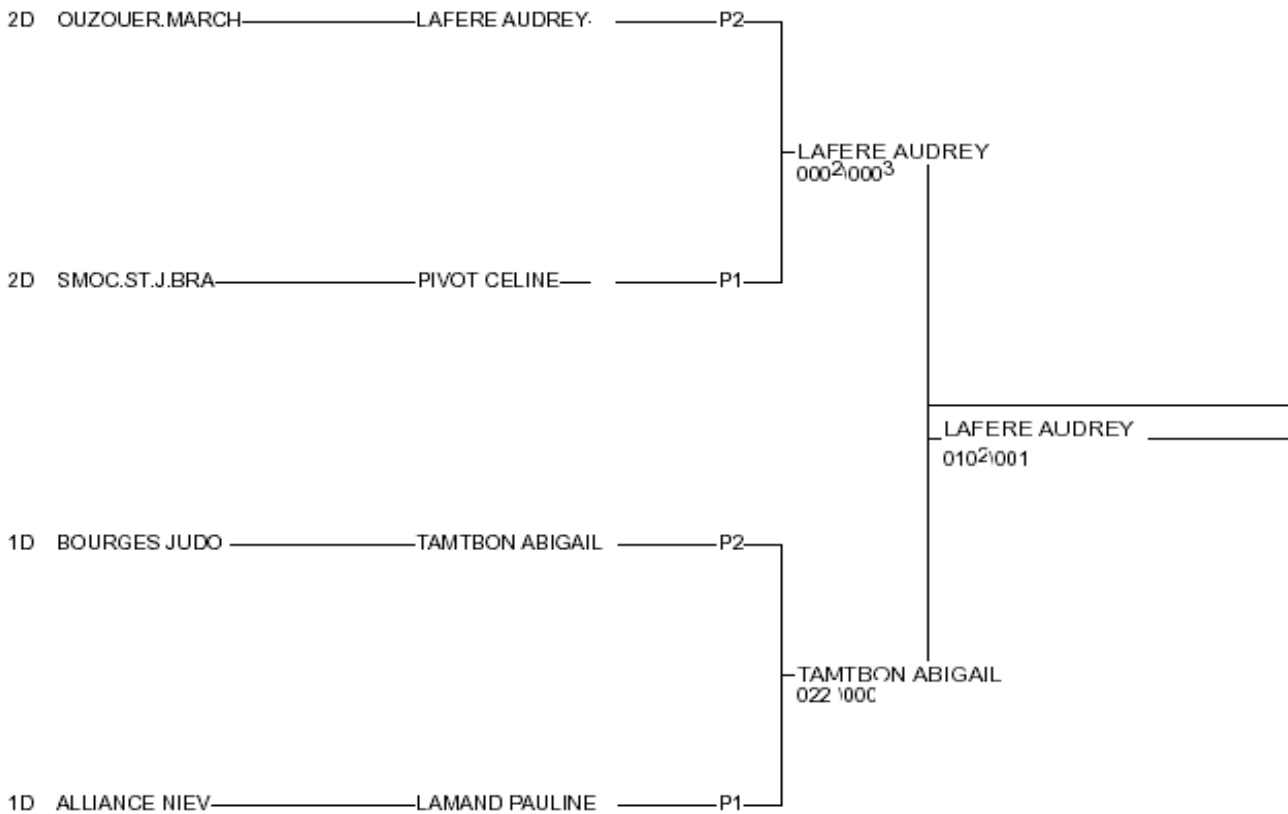 2D OUZOUER.MARCH LAFERE AUDREY P2
LAFERE AUDREY
000²\000³
2D SMOC.ST.J.BRA PIVOT CELINE P1
LAFERE AUDREY
010²\001
1D BOURGES JUDO TAMTBON ABIGAIL P2
TAMTBON ABIGAIL
022 \000
1D ALLIANCE NIEV LAMAND PAULINE P1